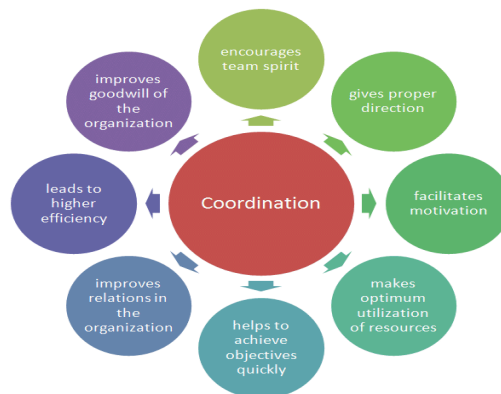 encourages
team spirit
gives proper
direction
facilitates
motivation
makes
optimum
utilization
of resources
helps to
achieve
objectives
quickly
improves
relations in
the
organization
leads to
higher
efficiency
improves
goodwill of
the
organization
Coordination